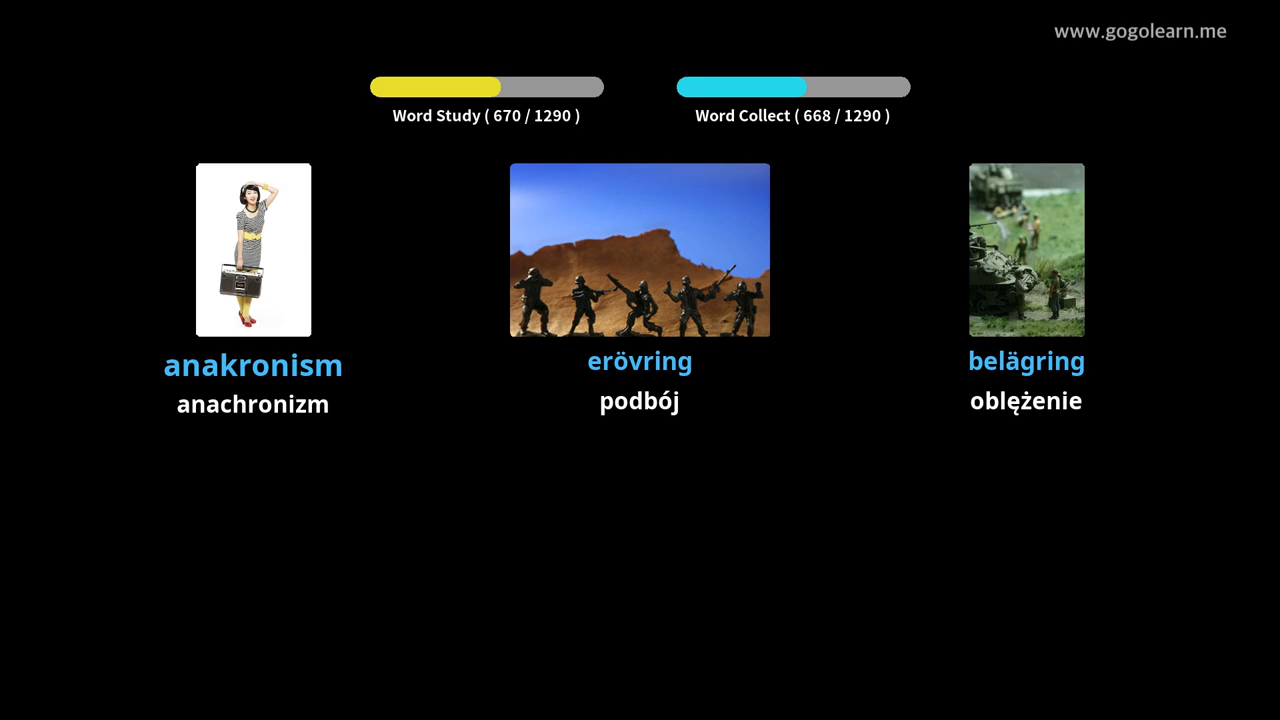 www.gogolearn.me
Word Study ( 670 / 1290 )
Word Collect ( 668 / 1290 )
anakronism
anachronizm
erövring
podbój
belägring
oblężenie